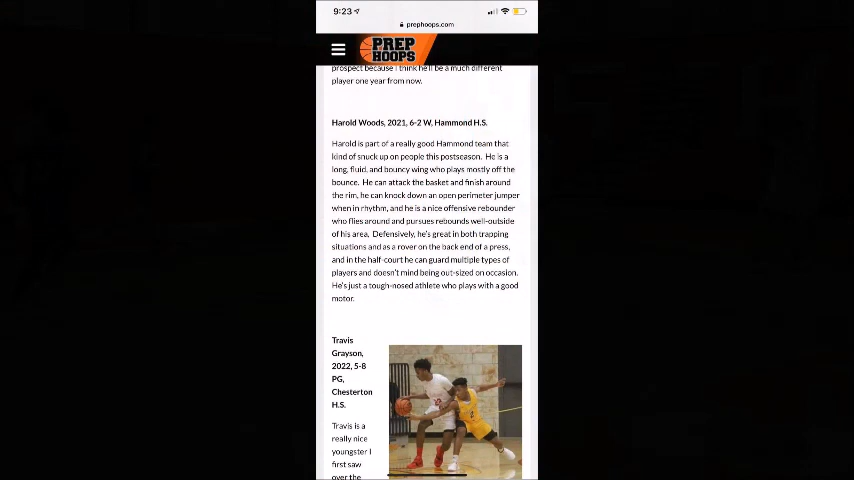 9:23
prephoops.com
PREP
HOOPS
prospect because I think he'll be a much different
player one year from now.
Harold Woods, 2021, 6-2 W, Hammond H.S.
Harold is part of a really good Hammond team that
kind of snuck up on people this postseason. He is a
long, fluid, and bouncy wing who plays mostly off the
bounce. He can attack the basket and finish around
the rim, he can knock down an open perimeter jumper
when in rhythm, and he is a nice offensive rebounder
who flies around and pursues rebounds well-outside
of his area. Defensively, he's great in both trapping
situations and as a rover on the back end of a press,
and in the half-court he can guard multiple types of
players and doesn't mind being out-sized on occasion.
He's just a tough-nosed athlete who plays with a good
motor.
Travis
Grayson,
2022, 5-8
PG,
Chesterton
H.S.
Travis is a
really nice
youngster I
first saw
over the